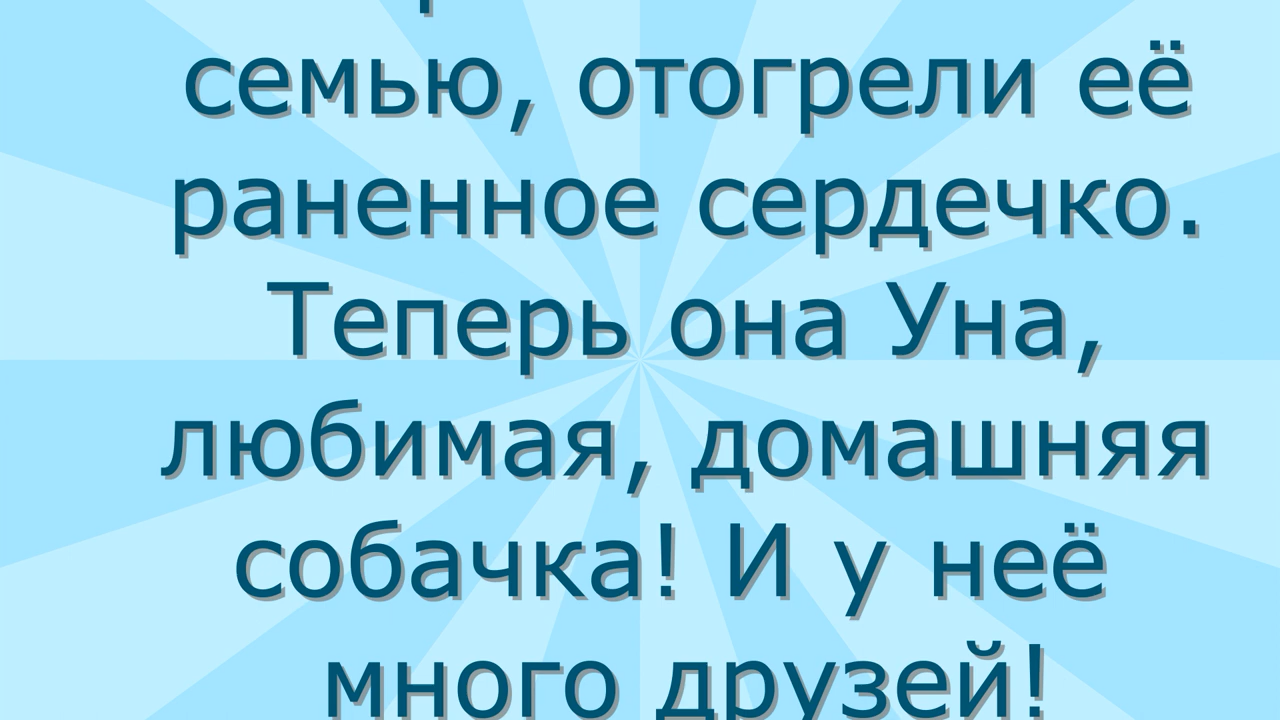 семью, отогрели её
раненное сердечко.
Теперь она Уна,
любимая, домашняя
собачка! И у неё
много друзей!